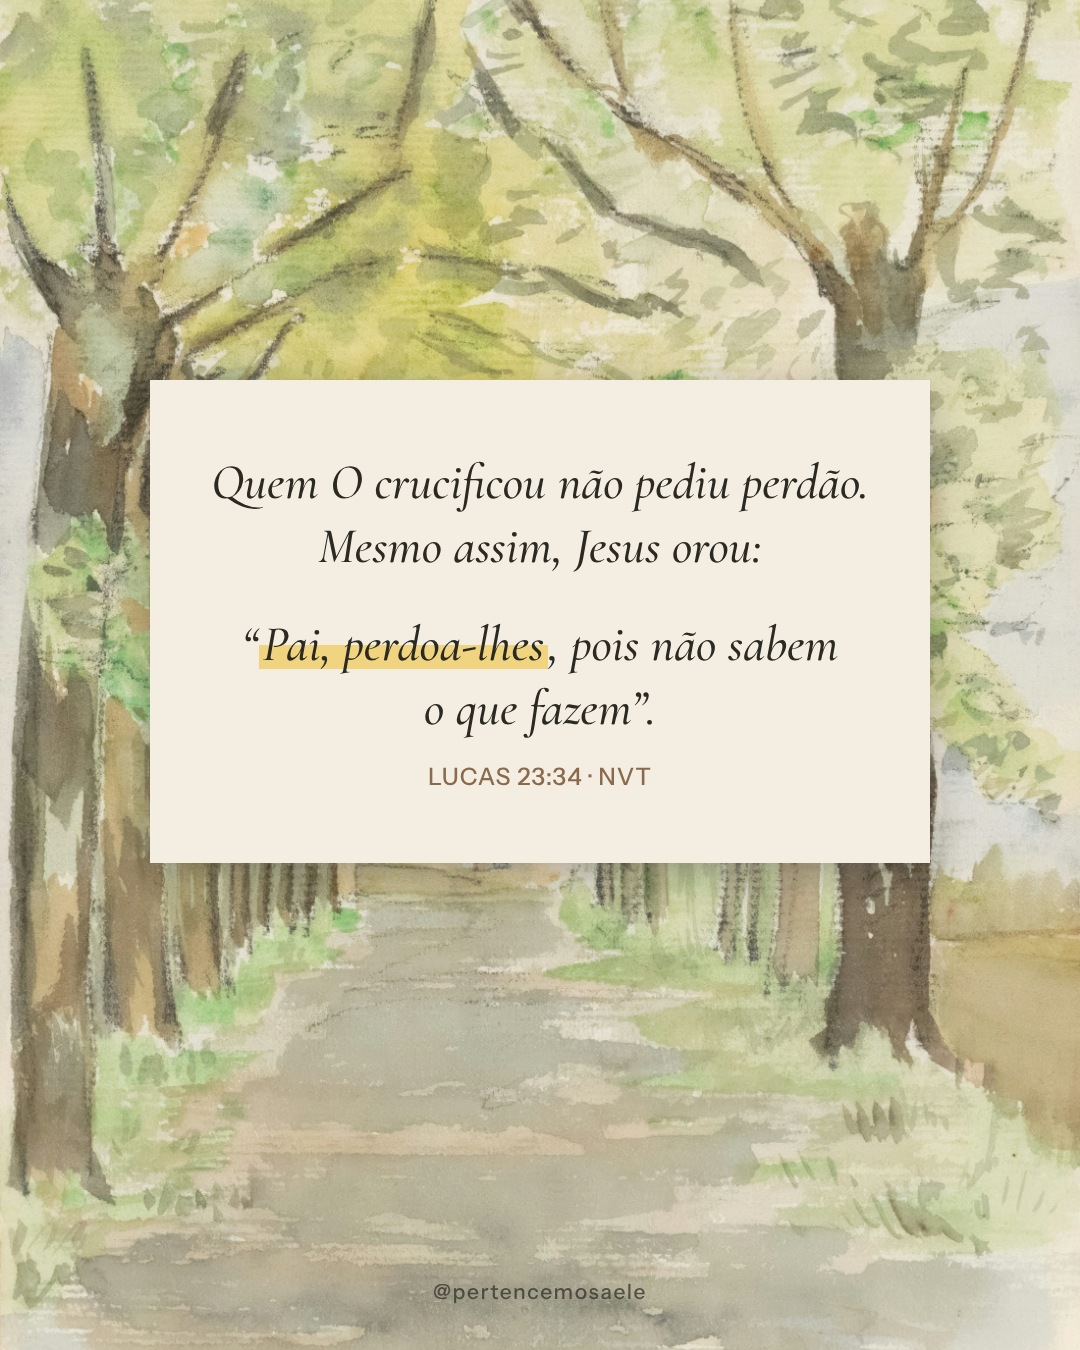 Quem O crucificou não pediu perdão.
Mesmo assim, Jesus orou:
“Pai, perdoa-lhes, pois não sabem
o que fazem”.
LUCAS 23:34 · NVT
@pertencemosaele